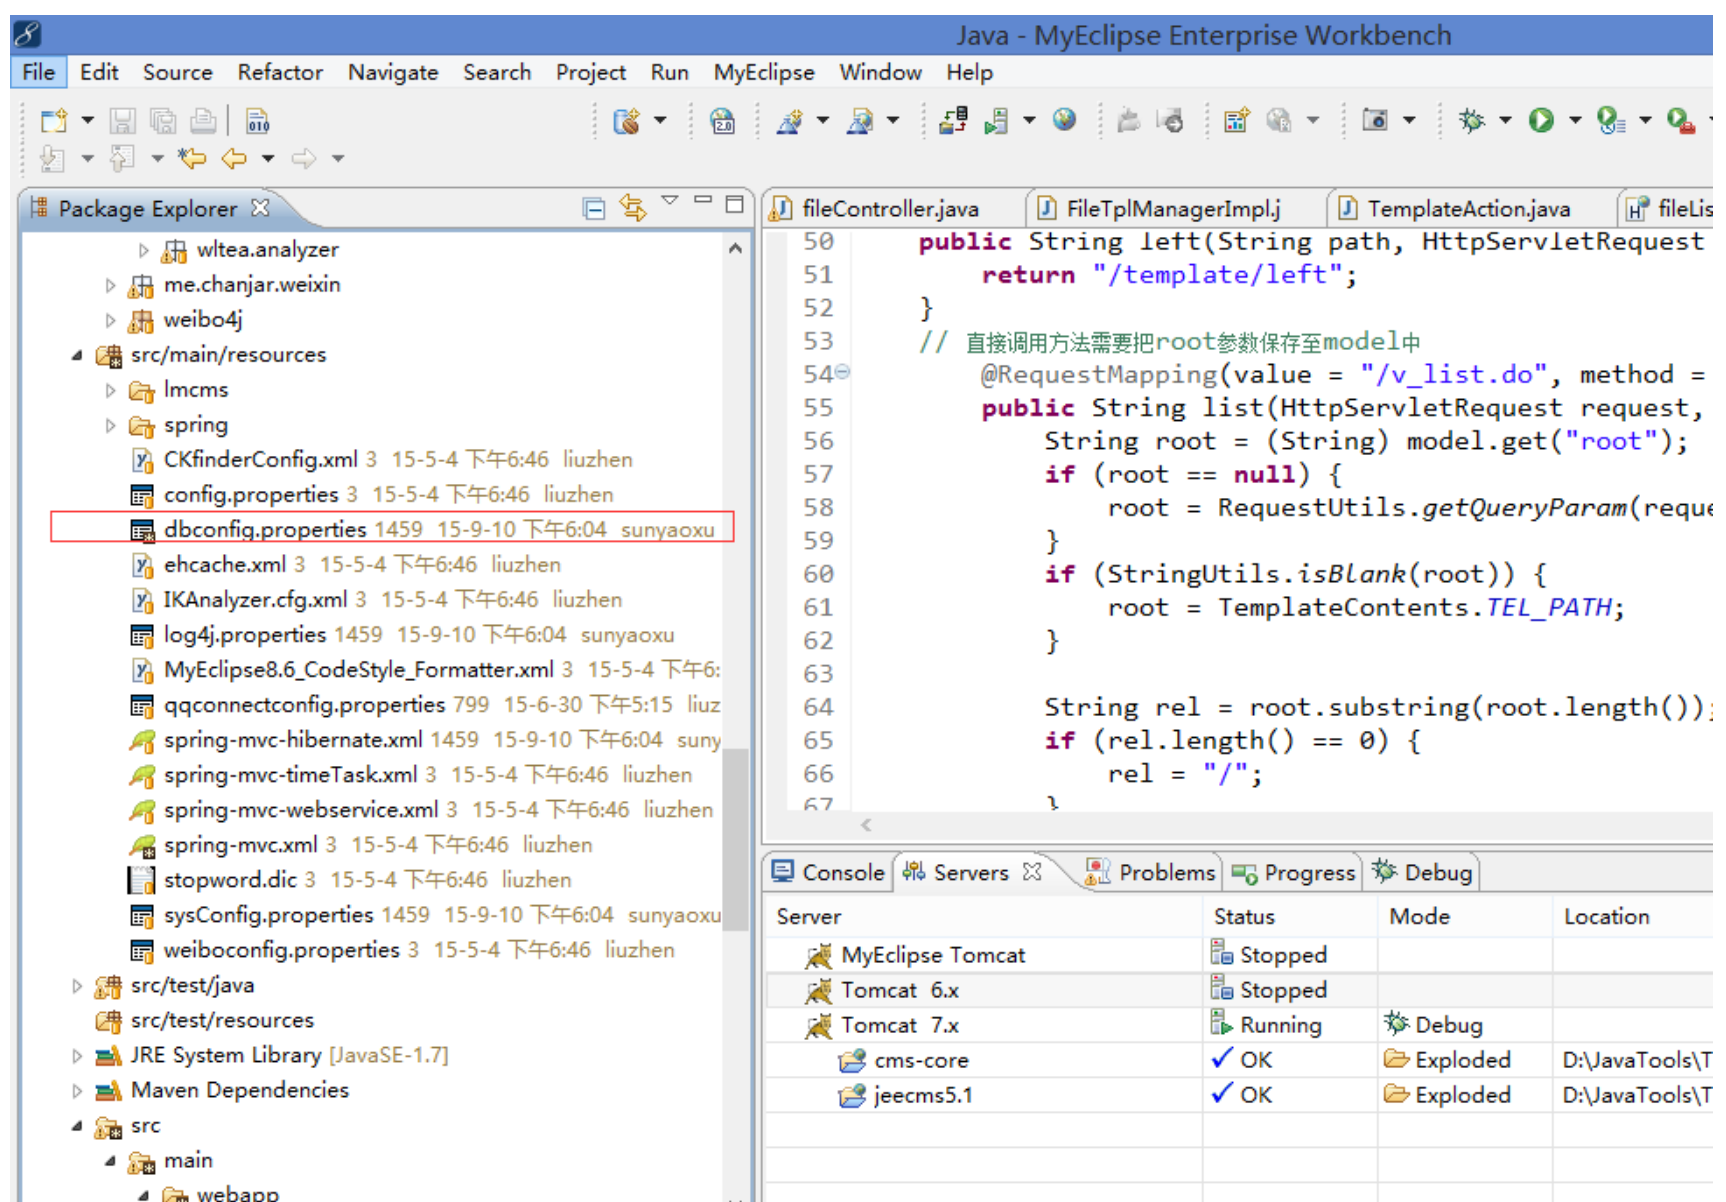 Java - MyEclipse Enterprise Workbench
File Edit Source Refactor Navigate Search Project Run MyEclipse Window Help
Package Explorer
wltea.analyzer
me.chanjar.weixin
weibo4j
src/main/resources
lmcms
spring
CKfinderConfig.xml 3 15-5-4 下午6:46 liuzhen
config.properties 3 15-5-4 下午6:46 liuzhen
dbconfig.properties 1459 15-9-10 下午6:04 sunyaoxu
ehcache.xml 3 15-5-4 下午6:46 liuzhen
IKAnalyzer.cfg.xml 3 15-5-4 下午6:46 liuzhen
log4j.properties 1459 15-9-10 下午6:04 sunyaoxu
MyEclipse8.6_CodeStyle_Formatter.xml 3 15-5-4 下午6:
qqconnectconfig.properties 799 15-6-30 下午5:15 liuz
spring-mvc-hibernate.xml 1459 15-9-10 下午6:04 suny
spring-mvc-timeTask.xml 3 15-5-4 下午6:46 liuzhen
spring-mvc-webservice.xml 3 15-5-4 下午6:46 liuzhen
spring-mvc.xml 3 15-5-4 下午6:46 liuzhen
stopword.dic 3 15-5-4 下午6:46 liuzhen
sysConfig.properties 1459 15-9-10 下午6:04 sunyaoxu
weiboconfig.properties 3 15-5-4 下午6:46 liuzhen
src/test/java
src/test/resources
JRE System Library [JavaSE-1.7]
Maven Dependencies
src
main
webapp
fileController.java FileTplManagerImpl.j TemplateAction.java fileLis
50 public String left(String path, HttpServletRequest
51 return "/template/left";
52 }
53 // 直接调用方法需要把root参数保存至model中
54 @RequestMapping(value = "/v_list.do", method =
55 public String list(HttpServletRequest request,
56 String root = (String) model.get("root");
57 if (root == null) {
58 root = RequestUtils.getQueryParam(reque
59 }
60 if (StringUtils.isBlank(root)) {
61 root = TemplateContents.TEL_PATH;
62 }
63
64 String rel = root.substring(root.length());
65 if (rel.length() == 0) {
66 rel = "/";
67 }
Console Servers Problems Progress Debug
Server Status Mode Location
MyEclipse Tomcat Stopped
Tomcat 6.x Stopped
Tomcat 7.x Running Debug
cms-core OK Exploded D:\JavaTools\T
jeecms5.1 OK Exploded D:\JavaTools\T